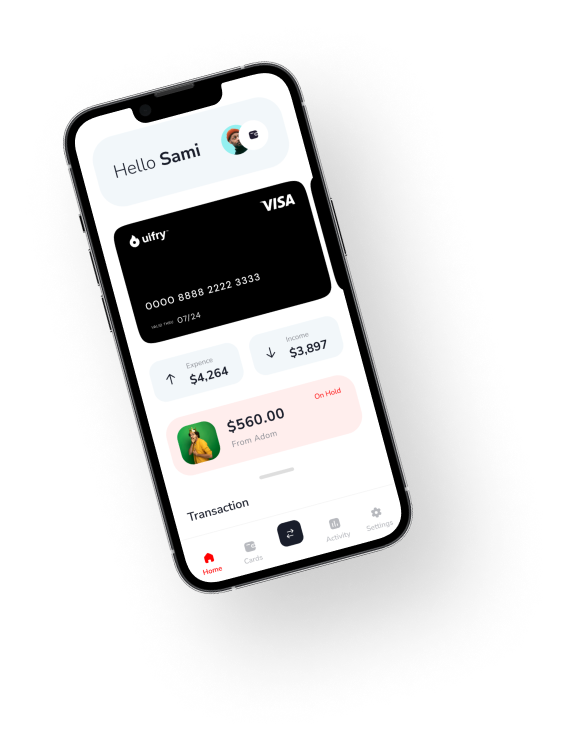 Hello Sami
VISA
uifry™
0000 8888 2222 3333
VALID THRU 07/24
Expence
$4,264
Income
$3,897
On Hold
$560.00
From Adom
Transaction
Home
Cards
Activity
Settings